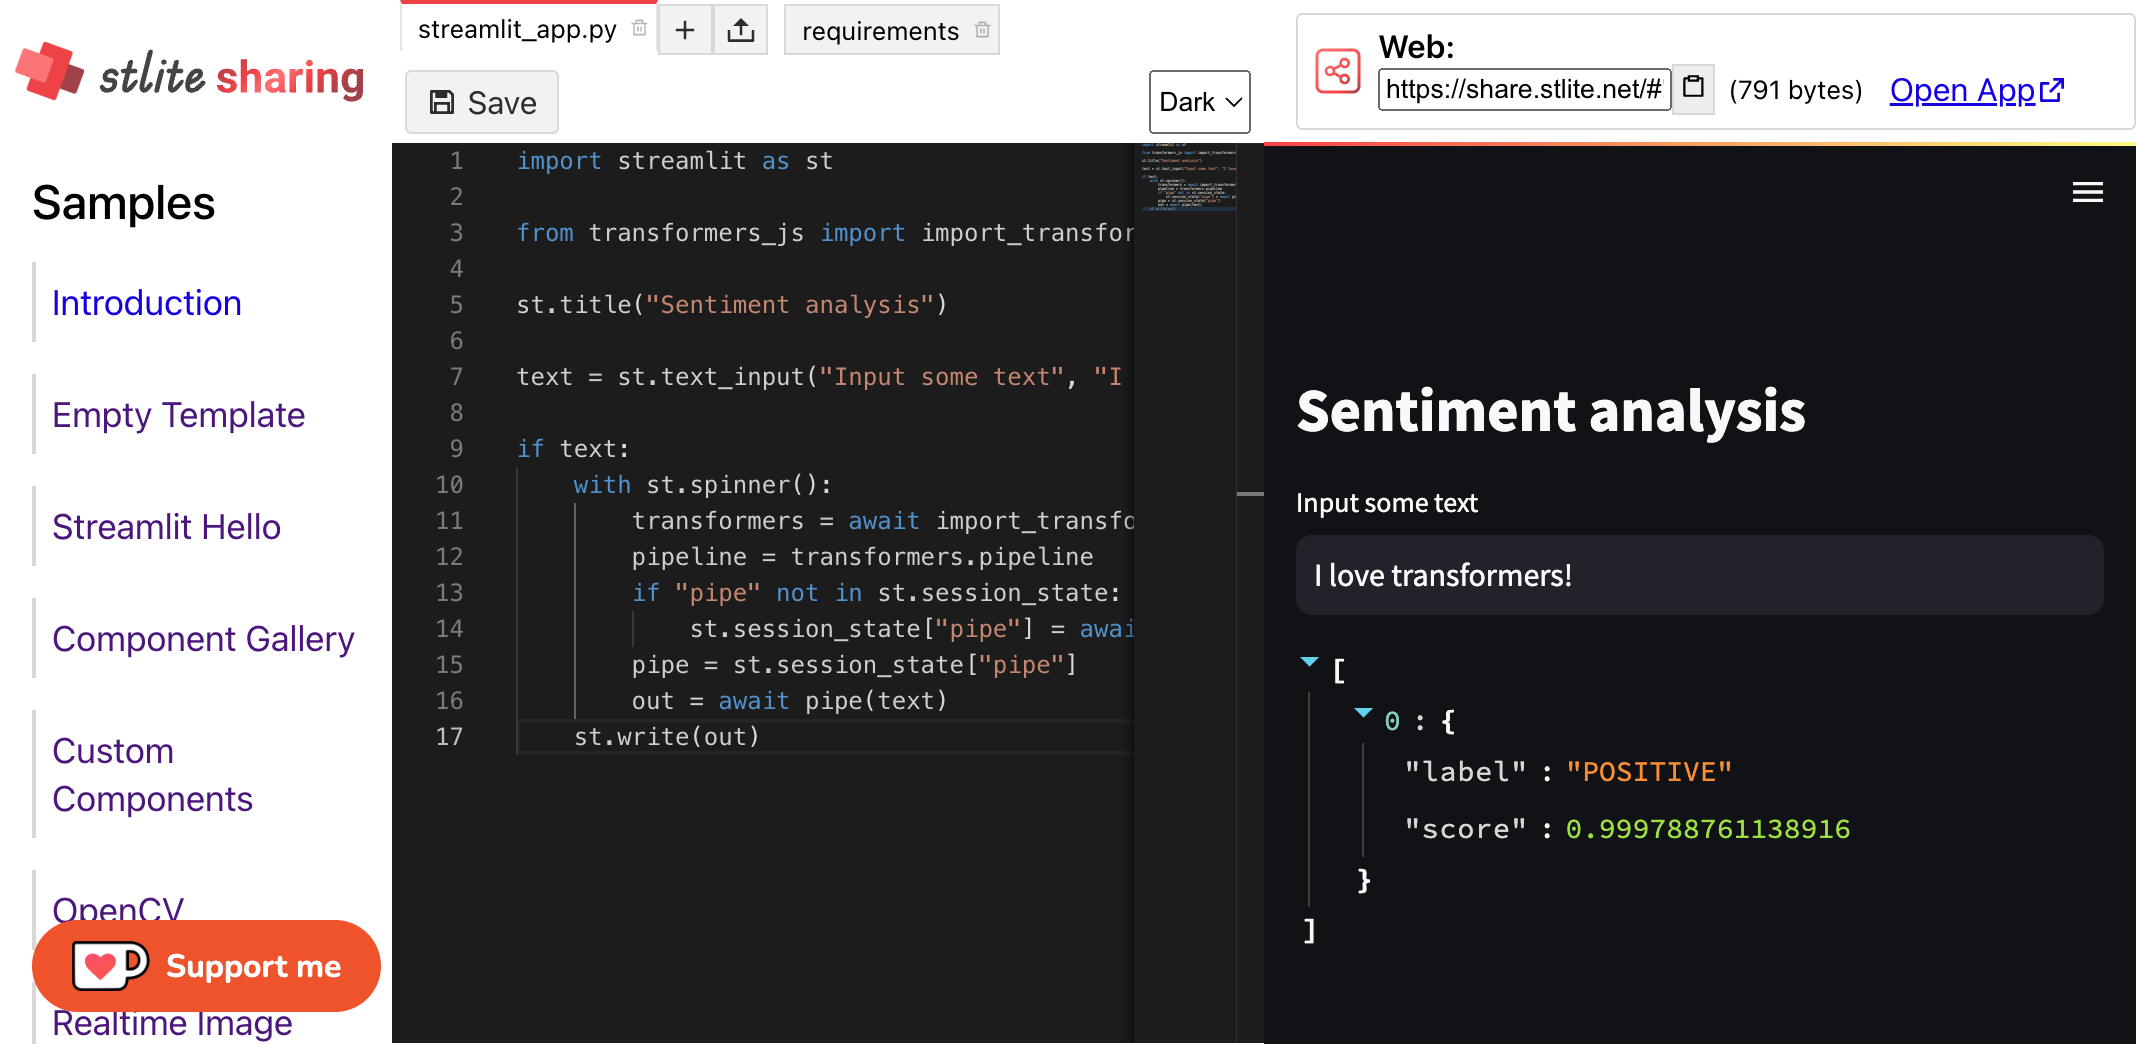 stlite sharing
Samples
Introduction
Empty Template
Streamlit Hello
Component Gallery
Custom
Components
OpenCV
Support me
Realtime Image
streamlit_app.py
+
requirements
Save
Dark
1 import streamlit as st
2
3 from transformers_js import import_transfor
4
5 st.title("Sentiment analysis")
6
7 text = st.text_input("Input some text", "I
8
9 if text:
10 with st.spinner():
11 transformers = await import_transfo
12 pipeline = transformers.pipeline
13 if "pipe" not in st.session_state:
14 st.session_state["pipe"] = awai
15 pipe = st.session_state["pipe"]
16 out = await pipe(text)
17 st.write(out)
Web:
https://share.stlite.net/#
(791 bytes)
Open App
Sentiment analysis
Input some text
I love transformers!
[
0 : {
"label" : "POSITIVE"
"score" : 0.999788761138916
}
]